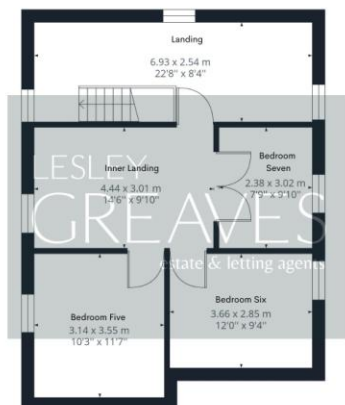 Landing
6.93 x 2.54 m
22'8" x 8'4"
Inner Landing
4.44 x 3.01 m
14'6" x 9'10"
Bedroom
Seven
2.38 x 3.02 m
7'9" x 9'10"
LESLEY
GREAVES
estate & letting agents
Bedroom Five
3.14 x 3.55 m
10'3" x 11'7"
Bedroom Six
3.66 x 2.85 m
12'0" x 9'4"